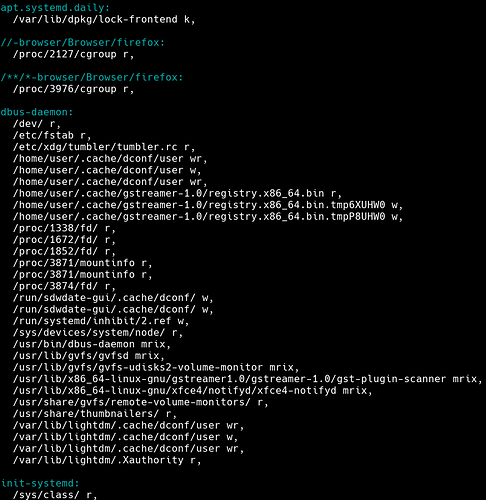 apt.systemd.daily:
/var/lib/dpkg/lock-frontend k,
//-browser/Browser/firefox:
/proc/2127/cgroup r,
/**/*-browser/Browser/firefox:
/proc/3976/cgroup r,
dbus-daemon:
/dev/ r,
/etc/fstab r,
/etc/xdg/tumbler/tumbler.rc r,
/home/user/.cache/dconf/user wr,
/home/user/.cache/dconf/user w,
/home/user/.cache/dconf/user wr,
/home/user/.cache/gstreamer-1.0/registry.x86_64.bin r,
/home/user/.cache/gstreamer-1.0/registry.x86_64.bin.tmp6XUHW0 w,
/home/user/.cache/gstreamer-1.0/registry.x86_64.bin.tmpP8UHW0 w,
/proc/1338/fd/ r,
/proc/1672/fd/ r,
/proc/1852/fd/ r,
/proc/3871/mountinfo r,
/proc/3871/mountinfo r,
/proc/3874/fd/ r,
/run/sdwdate-gui/.cache/dconf/ w,
/run/sdwdate-gui/.cache/dconf/ w,
/run/systemd/inhibit/2.ref w,
/sys/devices/system/node/ r,
/usr/bin/dbus-daemon mrix,
/usr/lib/gvfs/gvfsd mrix,
/usr/lib/gvfs/gvfs-udisks2-volume-monitor mrix,
/usr/lib/x86_64-linux-gnu/gstreamer1.0/gstreamer-1.0/gst-plugin-scanner mrix,
/usr/lib/x86_64-linux-gnu/xfce4/notifyd/xfce4-notifyd mrix,
/usr/share/gvfs/remote-volume-monitors/ r,
/usr/share/thumbnailers/ r,
/var/lib/lightdm/.cache/dconf/user wr,
/var/lib/lightdm/.cache/dconf/user w,
/var/lib/lightdm/.cache/dconf/user wr,
/var/lib/lightdm/.Xauthority r,
init-systemd:
/sys/class/ r,